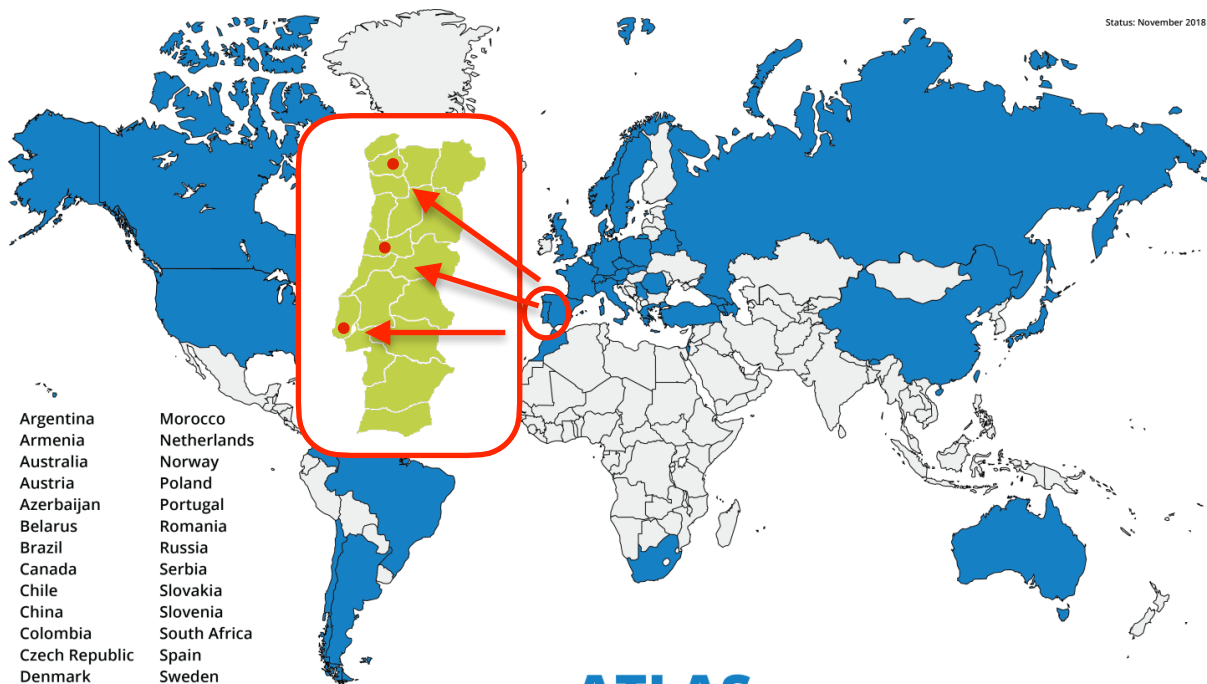 Status: November 2018
Argentina
Armenia
Australia
Austria
Azerbaijan
Belarus
Brazil
Canada
Chile
China
Colombia
Czech Republic
Denmark
Morocco
Netherlands
Norway
Poland
Portugal
Romania
Russia
Serbia
Slovakia
Slovenia
South Africa
Spain
Sweden
ATLAS